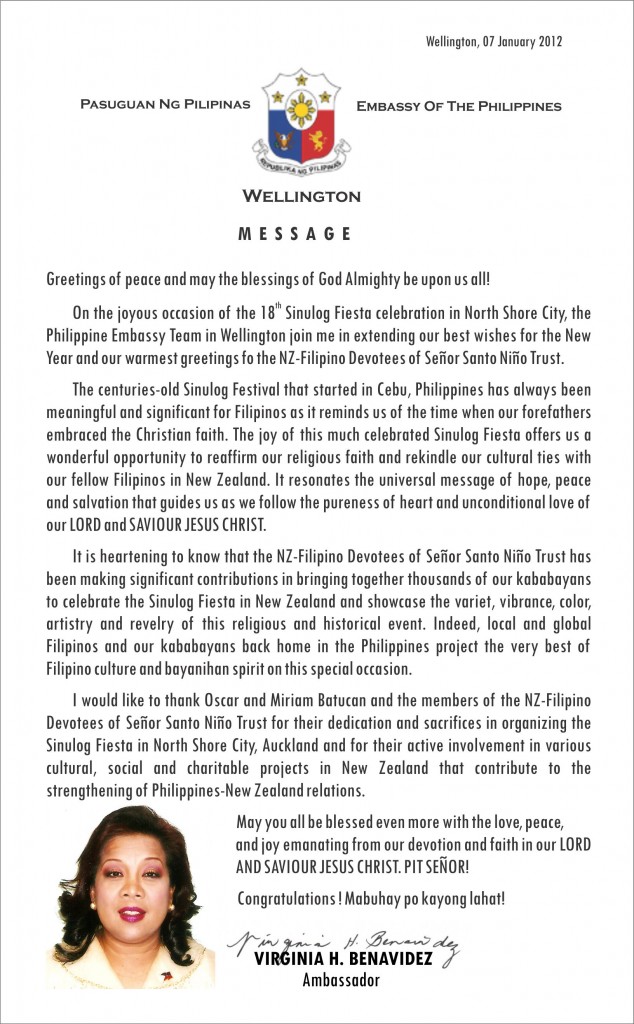 Wellington, 07 January 2012
PASUGUAN NG PILIPINAS
EMBASSY OF THE PHILIPPINES
REPUBLIKA NG PILIPINAS
WELLINGTON
MESSAGE
Greetings of peace and may the blessings of God Almighty be upon us all!
On the joyous occasion of the 18th Sinulog Fiesta celebration in North Shore City, the
Philippine Embassy Team in Wellington join me in extending our best wishes for the New
Year and our warmest greetings fo the NZ-Filipino Devotees of Señor Santo Niño Trust.
The centuries-old Sinulog Festival that started in Cebu, Philippines has always been
meaningful and significant for Filipinos as it reminds us of the time when our forefathers
embraced the Christian faith. The joy of this much celebrated Sinulog Fiesta offers us a
wonderful opportunity to reaffirm our religious faith and rekindle our cultural ties with
our fellow Filipinos in New Zealand. It resonates the universal message of hope, peace
and salvation that guides us as we follow the pureness of heart and unconditional love of
our LORD and SAVIOUR JESUS CHRIST.
It is heartening to know that the NZ-Filipino Devotees of Señor Santo Niño Trust has
been making significant contributions in bringing together thousands of our kababayans
to celebrate the Sinulog Fiesta in New Zealand and showcase the variet, vibrance, color,
artistry and revelry of this religious and historical event. Indeed, local and global
Filipinos and our kababayans back home in the Philippines project the very best of
Filipino culture and bayanihan spirit on this special occasion.
I would like to thank Oscar and Miriam Batucan and the members of the NZ-Filipino
Devotees of Señor Santo Niño Trust for their dedication and sacrifices in organizing the
Sinulog Fiesta in North Shore City, Auckland and for their active involvement in various
cultural, social and charitable projects in New Zealand that contribute to the
strengthening of Philippines-New Zealand relations.
May you all be blessed even more with the love, peace,
and joy emanating from our devotion and faith in our LORD
AND SAVIOUR JESUS CHRIST. PIT SEÑOR!
Congratulations ! Mabuhay po kayong lahat!
Virginia H. Benavidez
VIRGINIA H. BENAVIDEZ
Ambassador